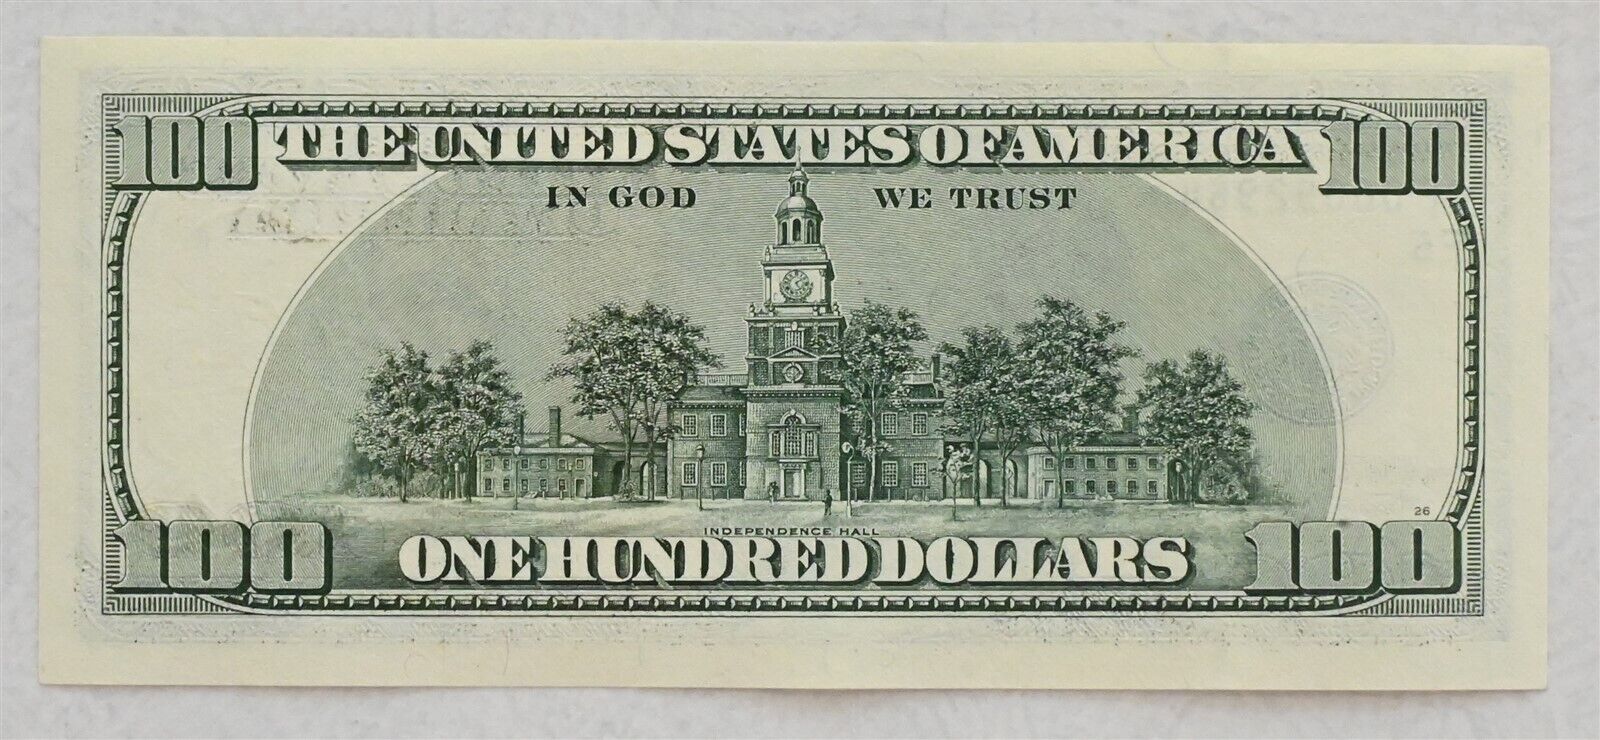 100 THE UNITED STATES OF AMERICA 100
IN GOD WE TRUST
26
INDEPENDENCE HALL
100 ONE HUNDRED DOLLARS 100